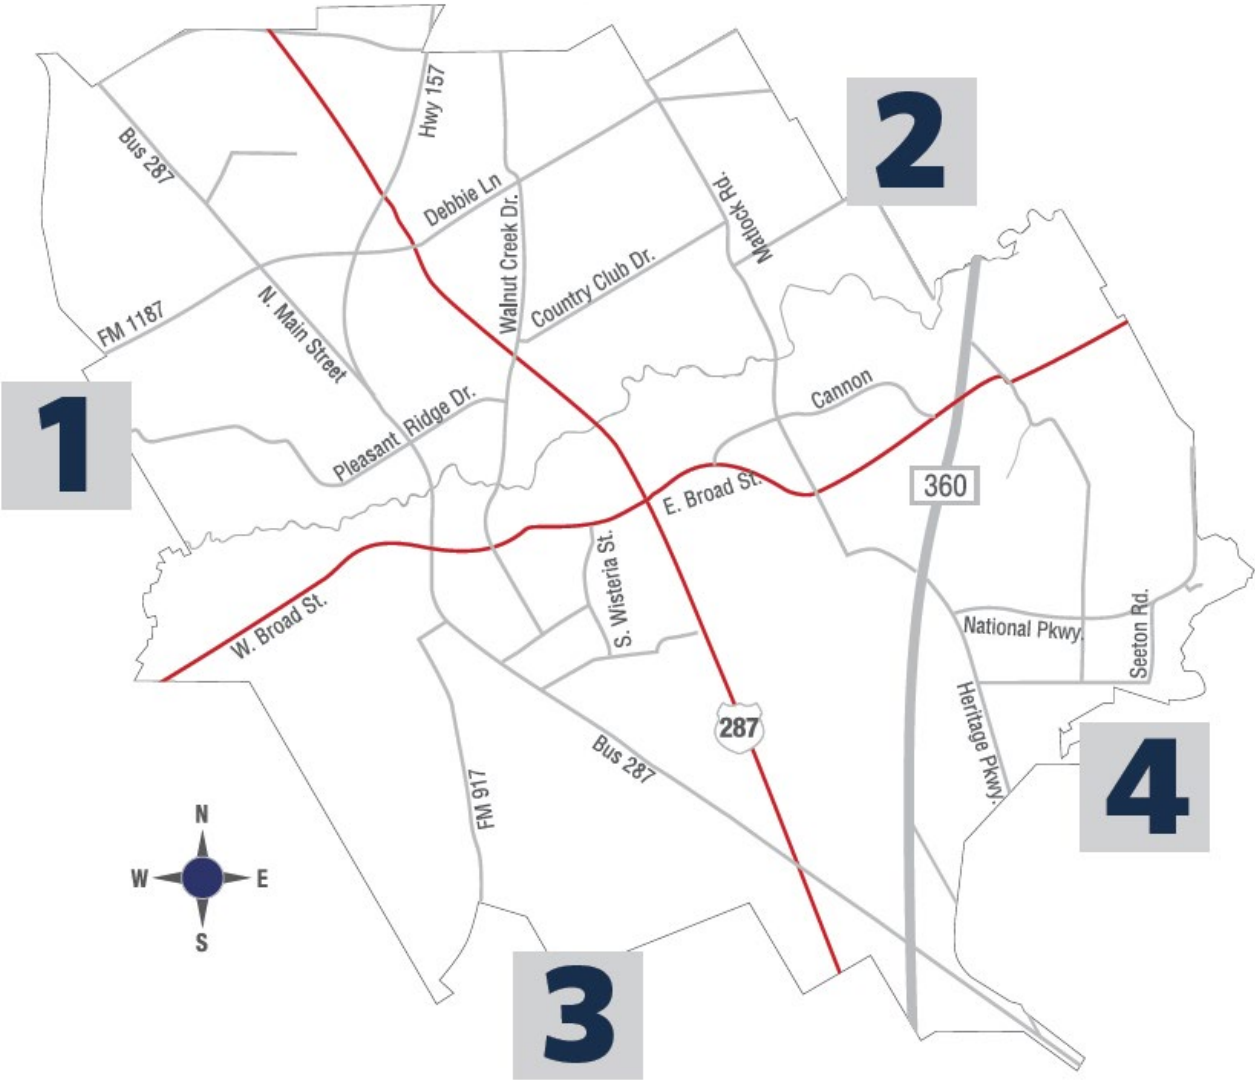 Hwy 157
2
Bus 287
Debbie Ln
Matlock Rd.
Matlock Rd.
Walnut Creek Dr.
Country Club Dr.
FM 1187
N. Main Street
1
Cannon
Pleasant Ridge Dr.
360
E. Broad St.
S. Wisteria St.
W. Broad St.
National Pkwy.
Seeton Rd.
287
Heritage Pkwy.
Bus 287
FM 917
4
N
W
E
S
3